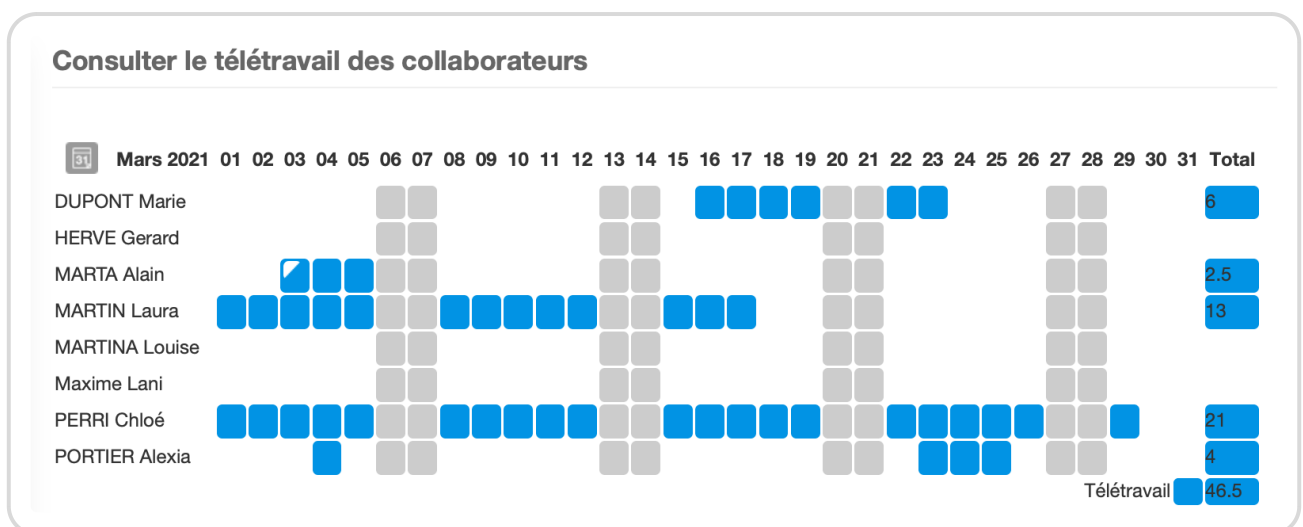 Consulter le télétravail des collaborateurs
31 Mars 2021 01 02 03 04 05 06 07 08 09 10 11 12 13 14 15 16 17 18 19 20 21 22 23 24 25 26 27 28 29 30 31 Total
DUPONT Marie 6
HERVE Gerard
MARTA Alain 2.5
MARTIN Laura 13
MARTINA Louise
Maxime Lani
PERRI Chloé 21
PORTIER Alexia 4
Télétravail 46.5